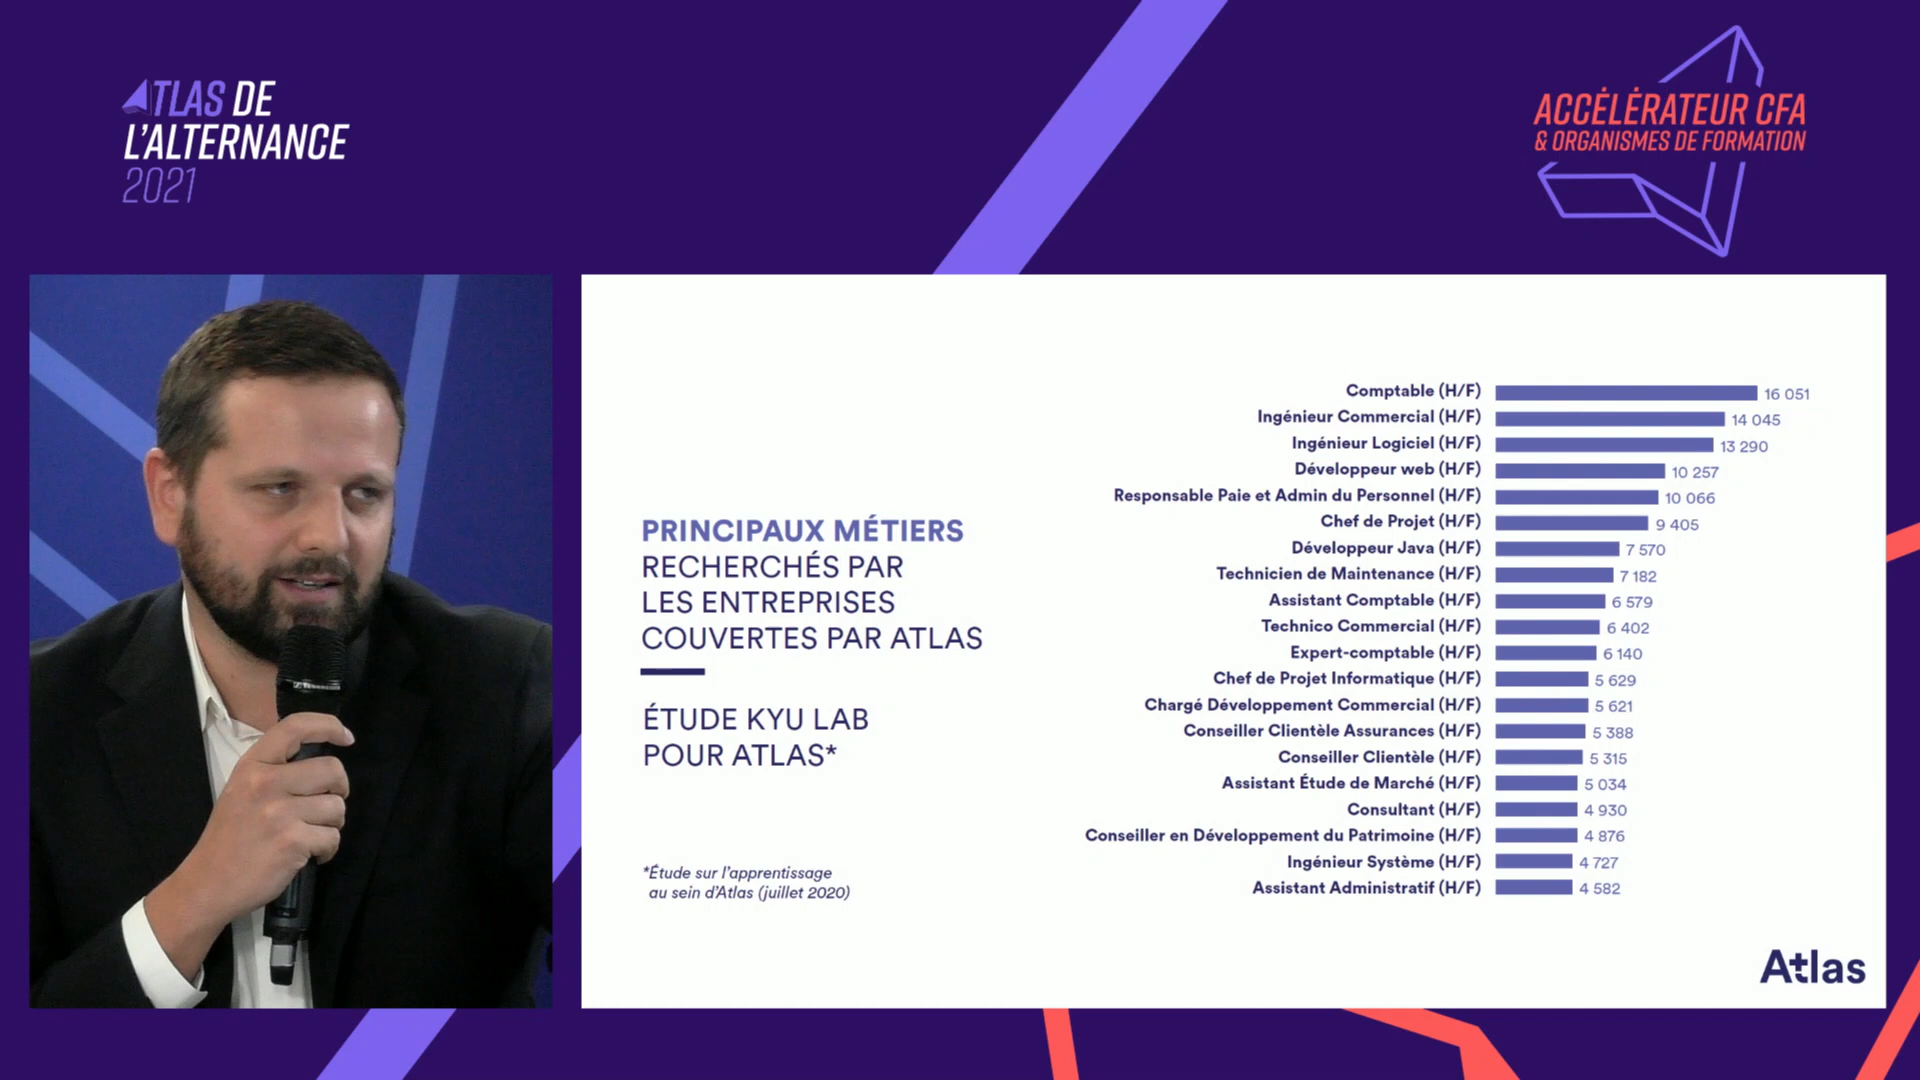 ATLAS DE
L'ALTERNANCE
2021
ACCÉLÉRATEUR CFA
& ORGANISMES DE FORMATION
PRINCIPAUX MÉTIERS
RECHERCHÉS PAR
LES ENTREPRISES
COUVERTES PAR ATLAS
ÉTUDE KYU LAB
POUR ATLAS*
*Étude sur l'apprentissage
au sein d'Atlas (juillet 2020)
Comptable (H/F) 16 051
Ingénieur Commercial (H/F) 14 045
Ingénieur Logiciel (H/F) 13 290
Développeur web (H/F) 10 257
Responsable Paie et Admin du Personnel (H/F) 10 066
Chef de Projet (H/F) 9 405
Développeur Java (H/F) 7 570
Technicien de Maintenance (H/F) 7 182
Assistant Comptable (H/F) 6 579
Technico Commercial (H/F) 6 402
Expert-comptable (H/F) 6 140
Chef de Projet Informatique (H/F) 5 629
Chargé Développement Commercial (H/F) 5 621
Conseiller Clientèle Assurances (H/F) 5 388
Conseiller Clientèle (H/F) 5 315
Assistant Étude de Marché (H/F) 5 034
Consultant (H/F) 4 930
Conseiller en Développement du Patrimoine (H/F) 4 876
Ingénieur Système (H/F) 4 727
Assistant Administratif (H/F) 4 582
Atlas